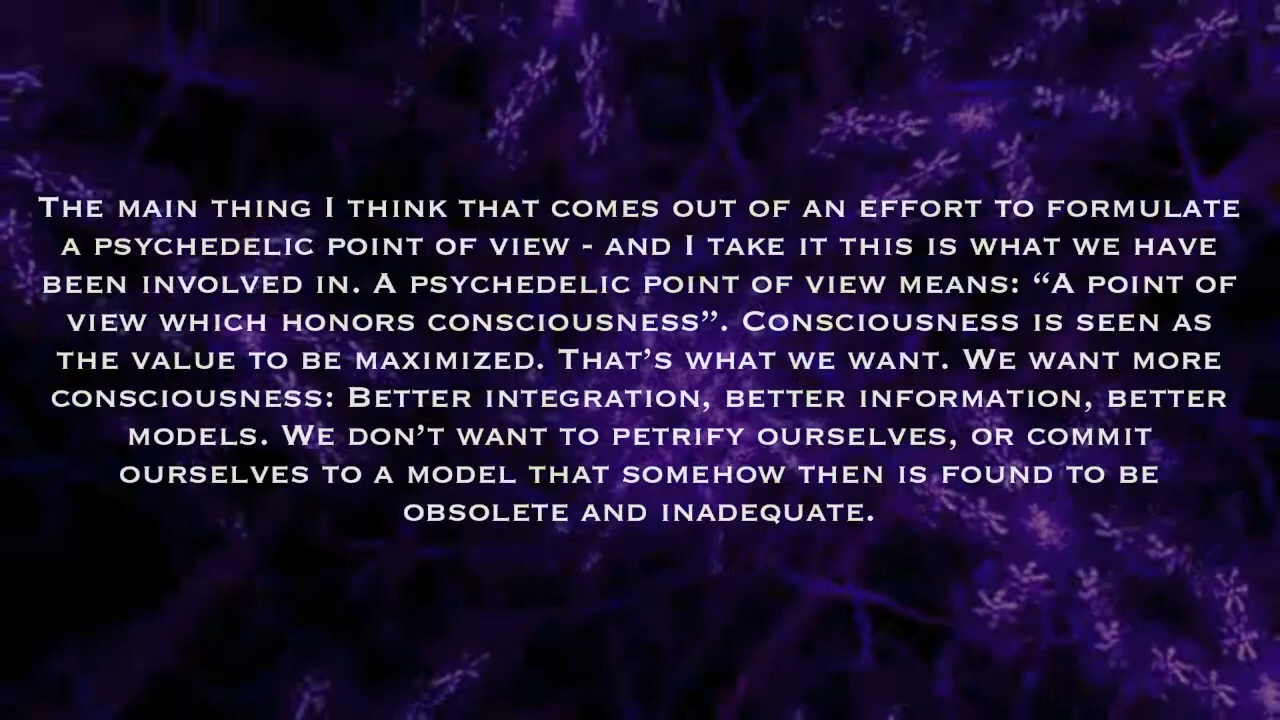 The main thing I think that comes out of an effort to formulate
a psychedelic point of view - and I take it this is what we have
been involved in. A psychedelic point of view means: “A point of
view which honors consciousness”. Consciousness is seen as
the value to be maximized. That’s what we want. We want more
consciousness: Better integration, better information, better
models. We don’t want to petrify ourselves, or commit
ourselves to a model that somehow then is found to be
obsolete and inadequate.